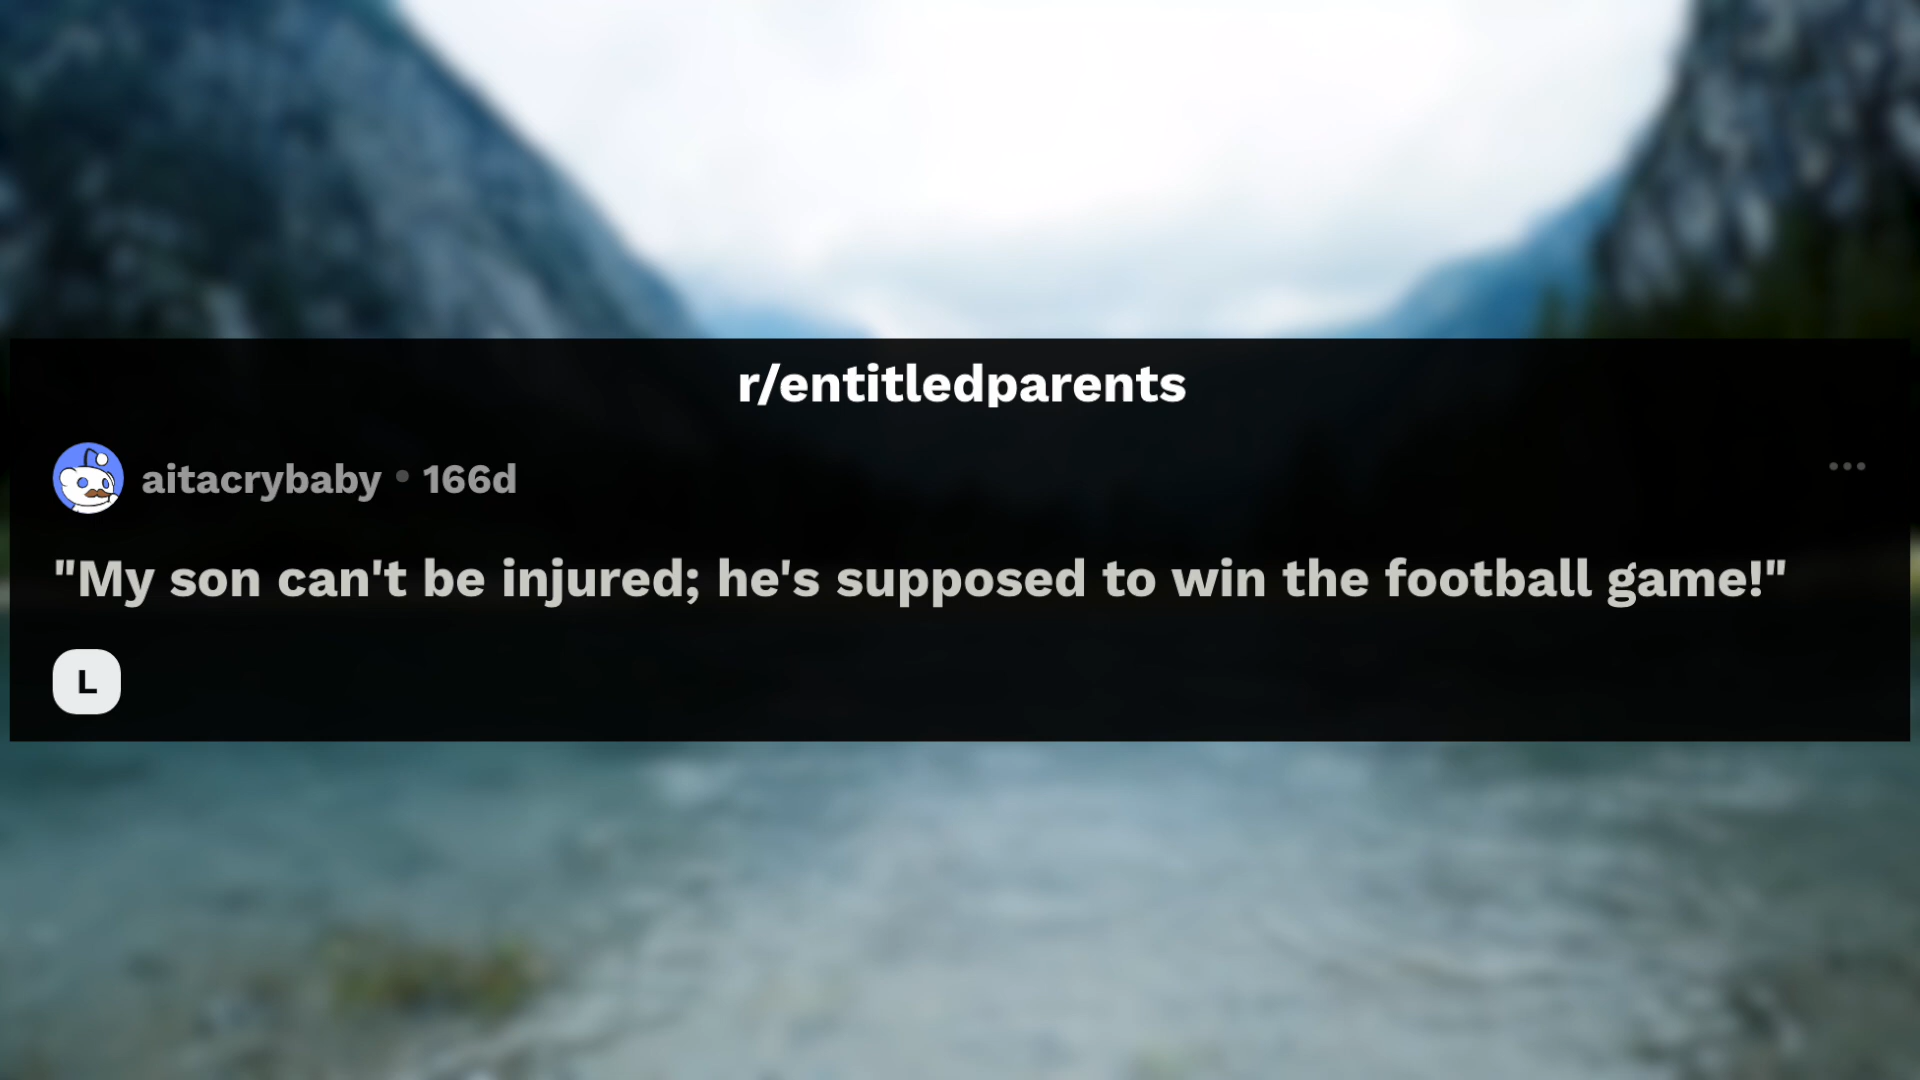 r/entitledparents
aitacrybaby • 166d
"My son can't be injured; he's supposed to win the football game!"
L